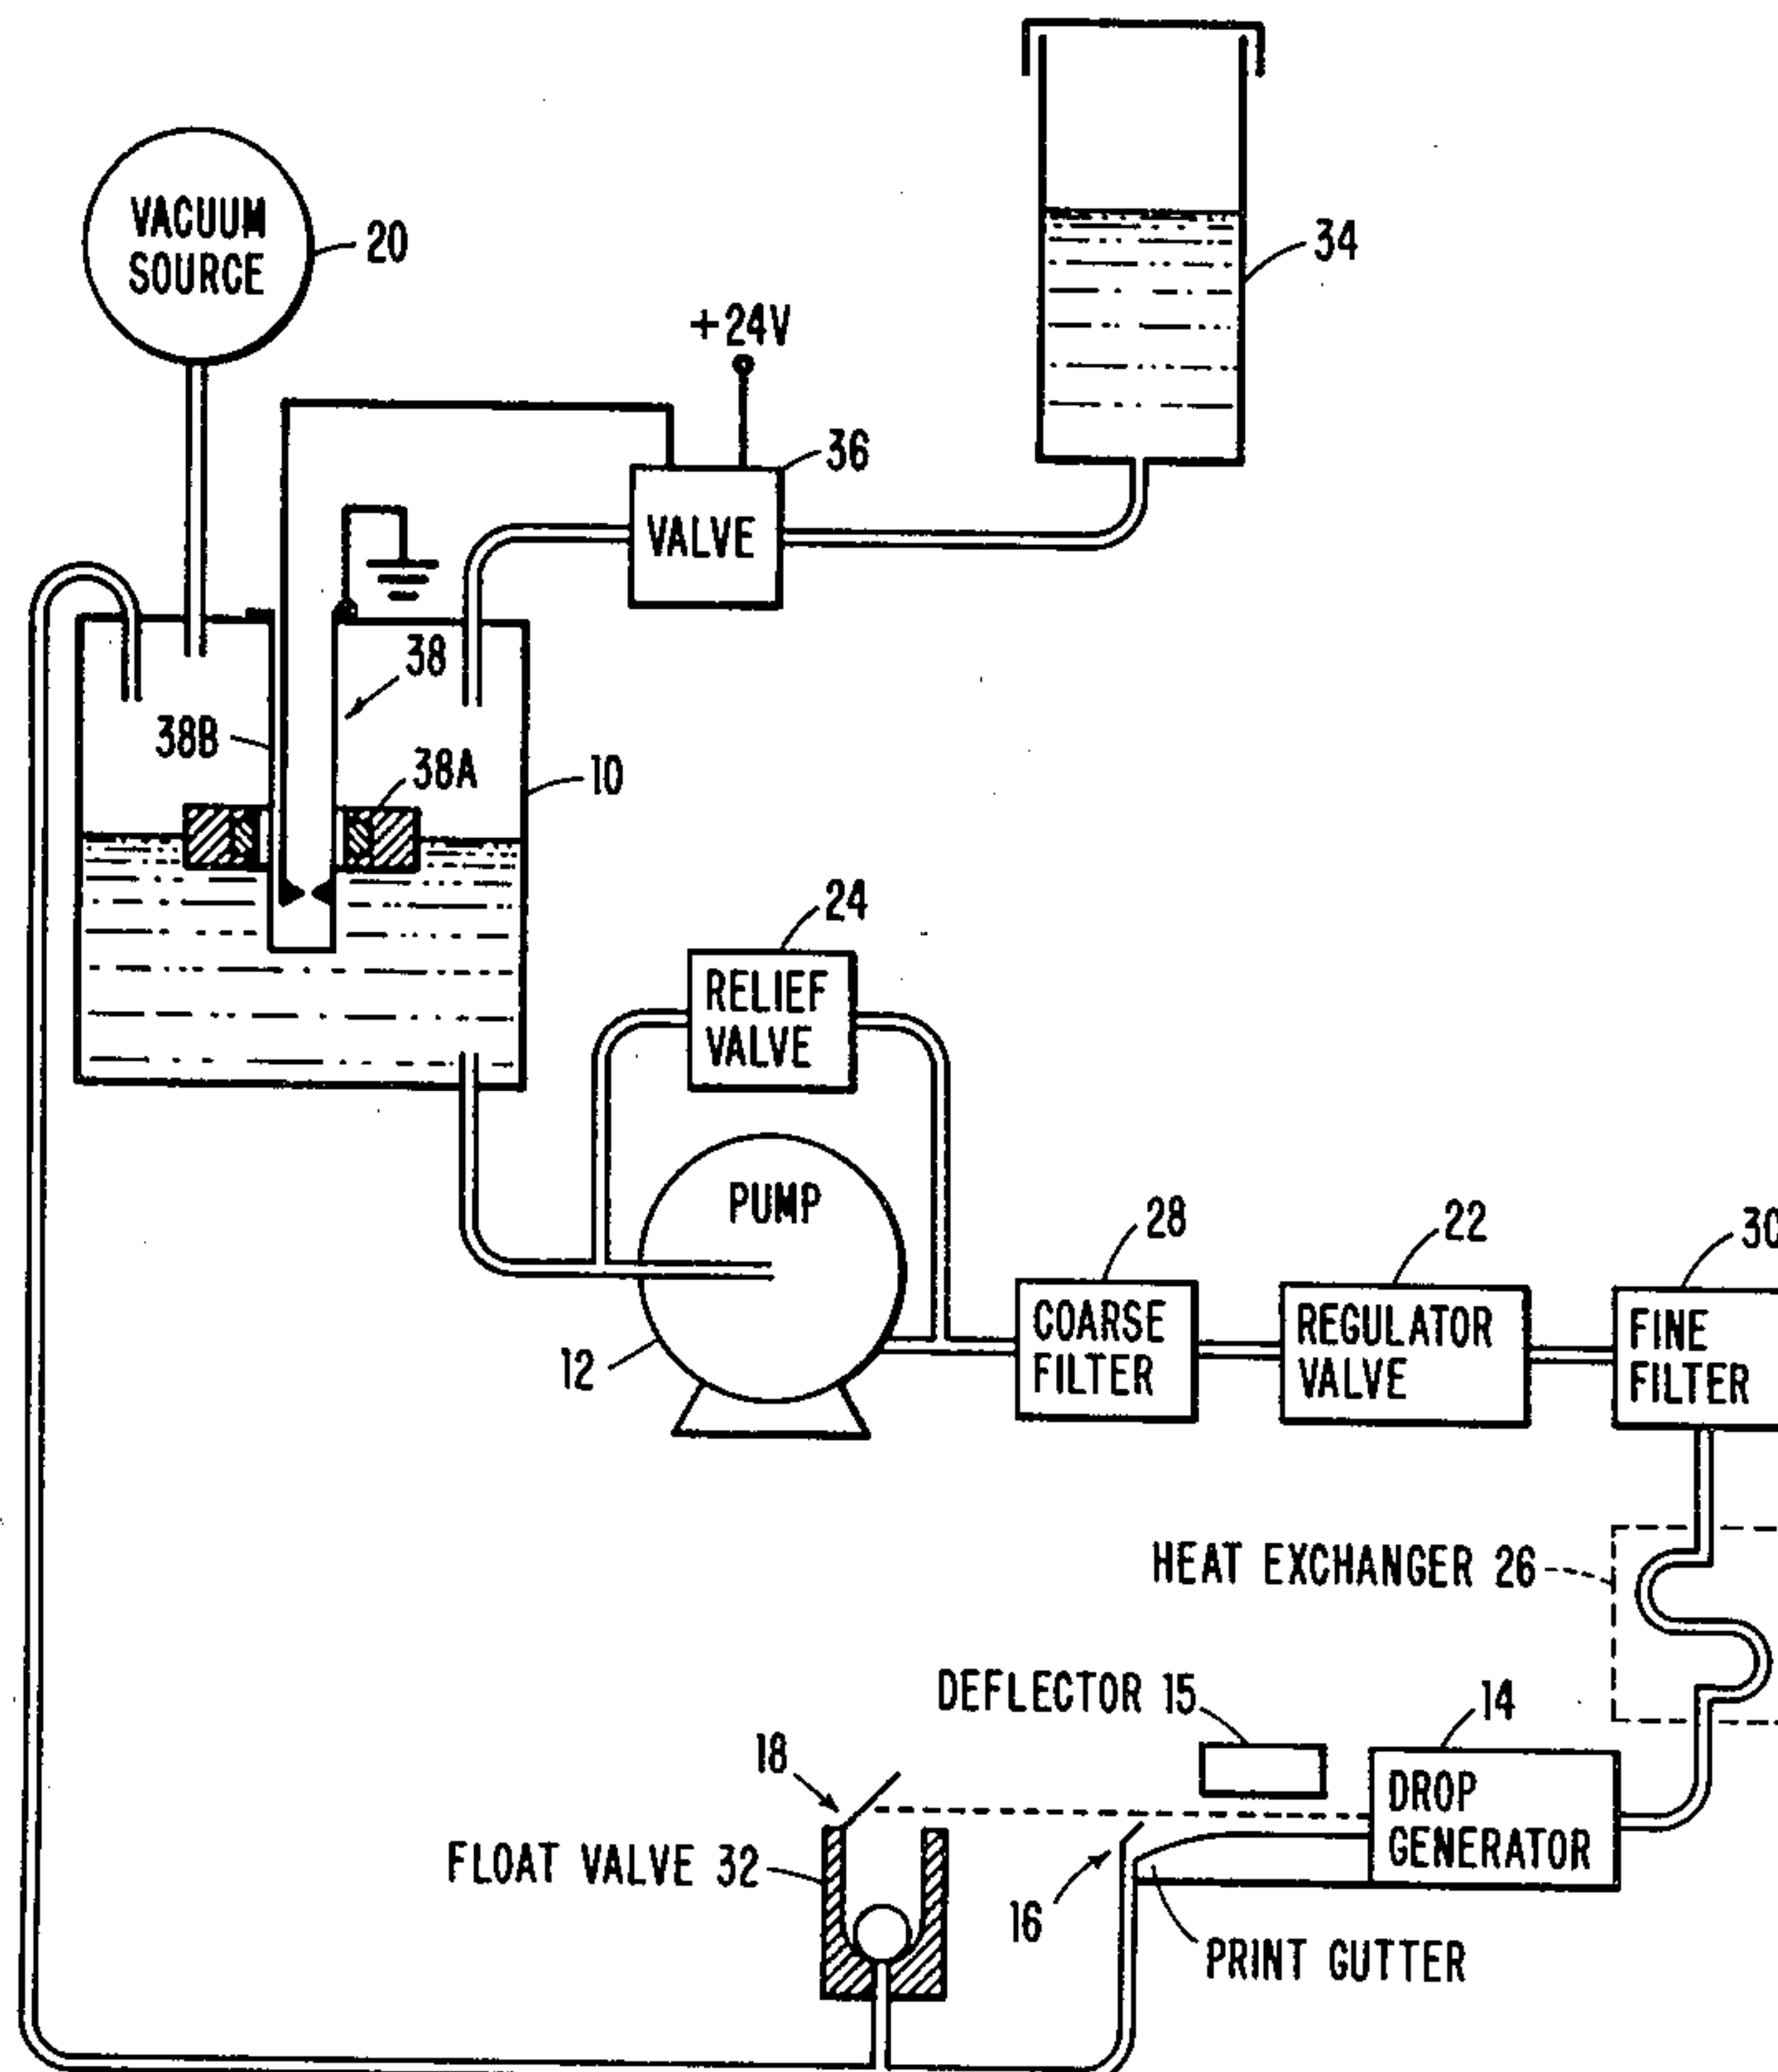 VACUUM
SOURCE
20
34
+24V
36
VALVE
38
38B
38A
10
24
RELIEF
VALVE
PUMP
12
28
COARSE
FILTER
22
REGULATOR
VALVE
30
FINE
FILTER
HEAT EXCHANGER 26
DEFLECTOR 15
14
DROP
GENERATOR
18
FLOAT VALVE 32
16
PRINT GUTTER